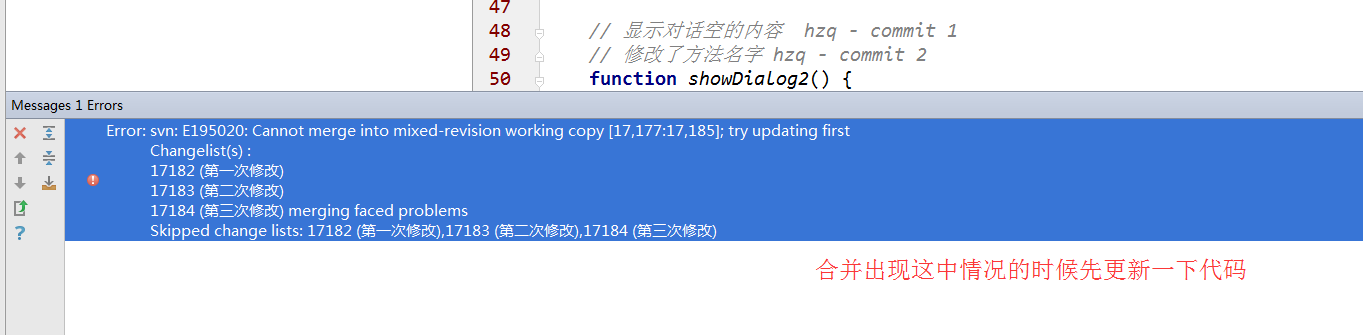 47
48 // 显示对话空的内容 hzq - commit 1
49 // 修改了方法名字 hzq - commit 2
50 function showDialog2() {
Messages 1 Errors
Error: svn: E195020: Cannot merge into mixed-revision working copy [17,177:17,185]; try updating first
Changelist(s) :
17182 (第一次修改)
17183 (第二次修改)
17184 (第三次修改) merging faced problems
Skipped change lists: 17182 (第一次修改),17183 (第二次修改),17184 (第三次修改)
合并出现这中情况的时候先更新一下代码